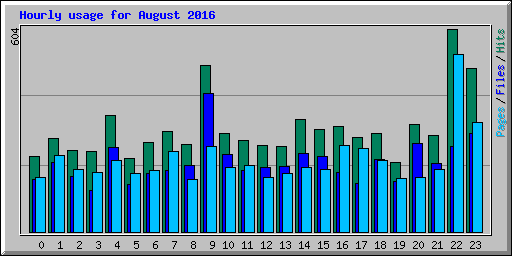 Hourly usage for August 2016
604
Pages / Files / Hits
0 1 2 3 4 5 6 7 8 9 10 11 12 13 14 15 16 17 18 19 20 21 22 23